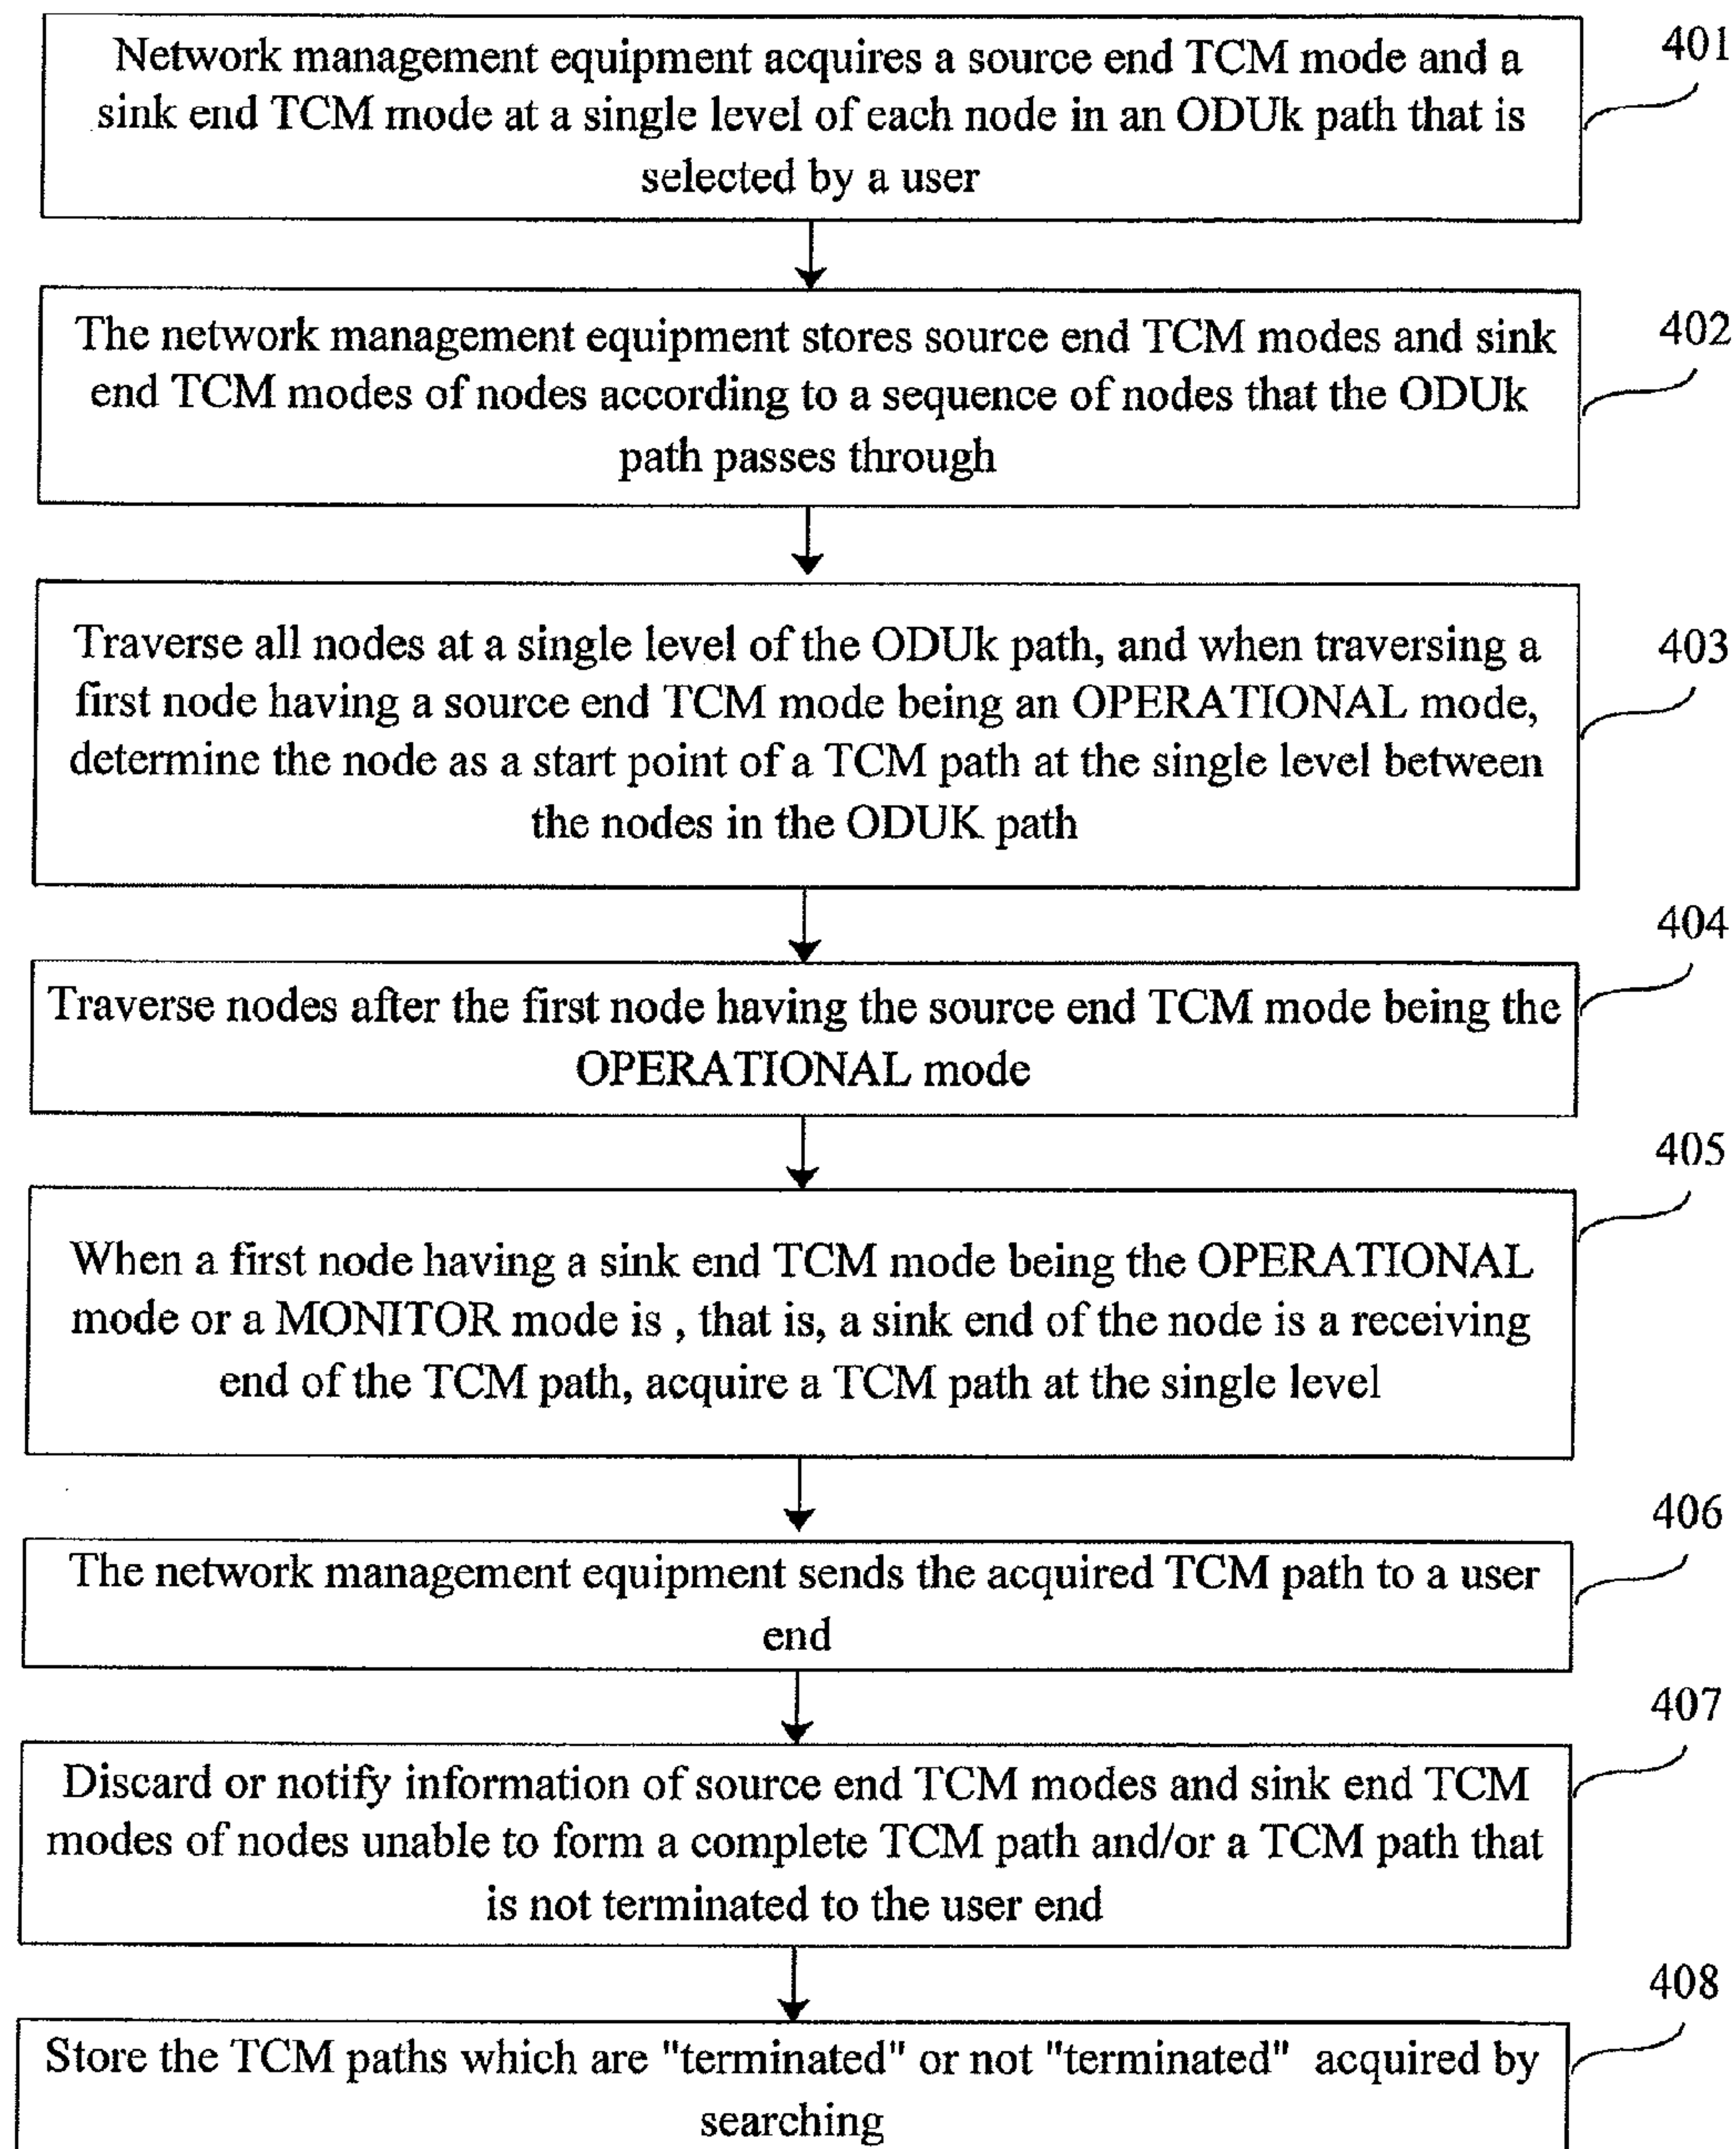 Network management equipment acquires a source end TCM mode and a
sink end TCM mode at a single level of each node in an ODUk path that is
selected by a user
401
The network management equipment stores source end TCM modes and sink
end TCM modes of nodes according to a sequence of nodes that the ODUk
path passes through
402
Traverse all nodes at a single level of the ODUk path, and when traversing a
first node having a source end TCM mode being an OPERATIONAL mode,
determine the node as a start point of a TCM path at the single level between
the nodes in the ODUK path
403
404
Traverse nodes after the first node having the source end TCM mode being the
OPERATIONAL mode
405
When a first node having a sink end TCM mode being the OPERATIONAL
mode or a MONITOR mode is , that is, a sink end of the node is a receiving
end of the TCM path, acquire a TCM path at the single level
406
The network management equipment sends the acquired TCM path to a user
end
407
Discard or notify information of source end TCM modes and sink end TCM
modes of nodes unable to form a complete TCM path and/or a TCM path that
is not terminated to the user end
408
Store the TCM paths which are "terminated" or not "terminated" acquired by
searching